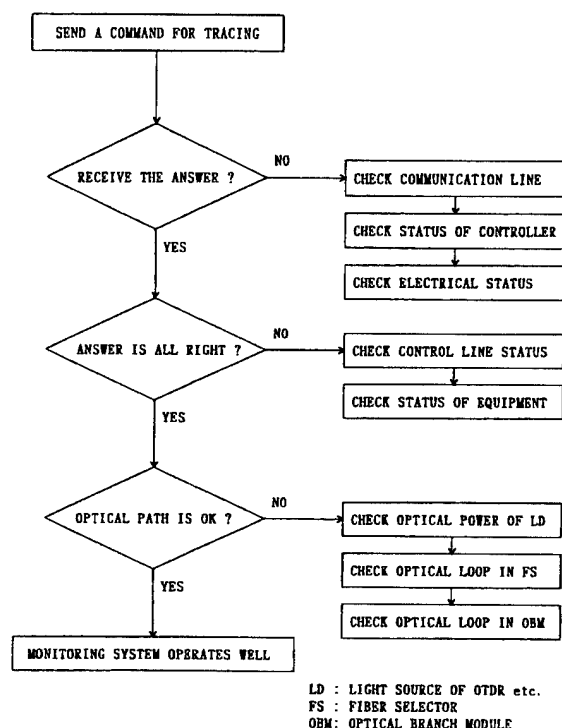 SEND A COMMAND FOR TRACING
RECEIVE THE ANSWER ?
NO
CHECK COMMUNICATION LINE
CHECK STATUS OF CONTROLLER
CHECK ELECTRICAL STATUS
YES
ANSWER IS ALL RIGHT ?
NO
CHECK CONTROL LINE STATUS
CHECK STATUS OF EQUIPMENT
YES
OPTICAL PATH IS OK ?
NO
CHECK OPTICAL POWER OF LD
CHECK OPTICAL LOOP IN FS
CHECK OPTICAL LOOP IN OBM
YES
MONITORING SYSTEM OPERATES WELL
LD : LIGHT SOURCE OF OTDR etc.
FS : FIBER SELECTOR
OBM: OPTICAL BRANCH MODULE